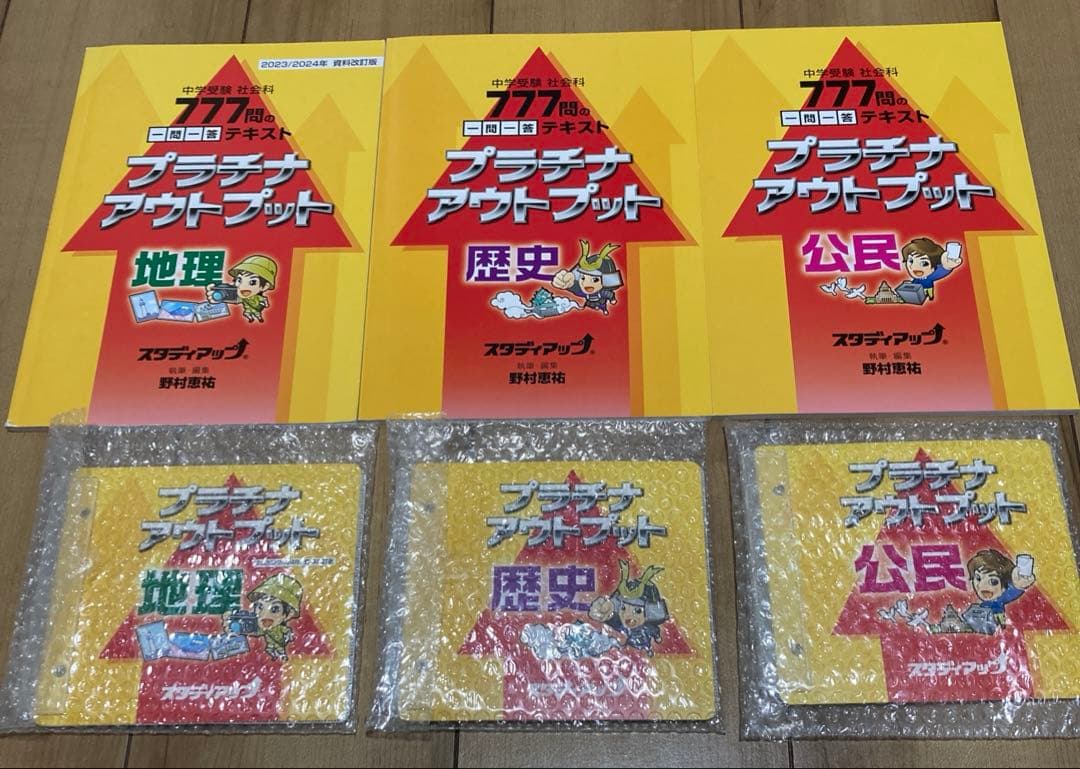 2023/2024年 資料改訂版
中学受験 社会科
777問の
一問一答 テキスト
プラチナ
アウトプット
地理
スタディアップ®
執筆・編集
野村恵祐
中学受験 社会科
777問の
一問一答 テキスト
プラチナ
アウトプット
歴史
スタディアップ®
執筆・編集
野村恵祐
中学受験 社会科
777問の
一問一答 テキスト
プラチナ
アウトプット
公民
スタディアップ®
執筆・編集
野村恵祐
プラチナ
アウトプット
地理
スタディアップ
プラチナ
アウトプット
歴史
スタディアップ
プラチナ
アウトプット
公民
スタディアップ